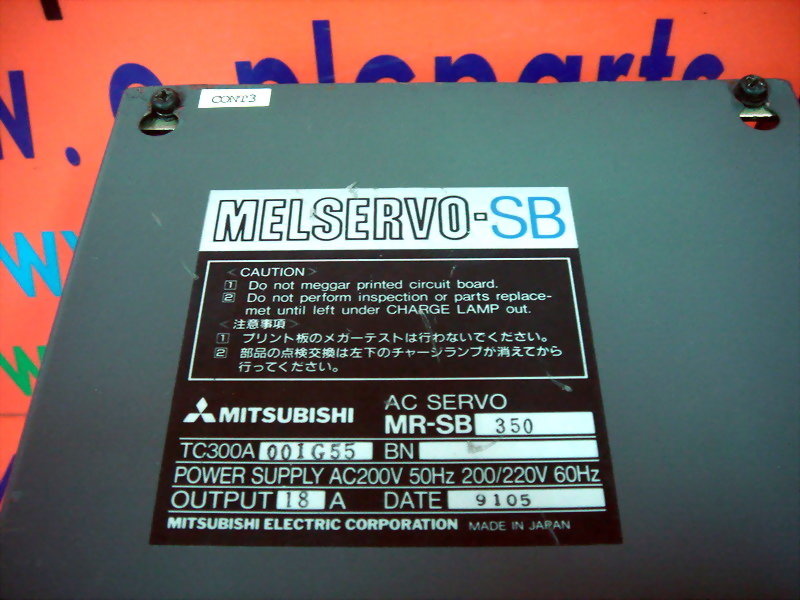 w.e-plcparts
CONT3
MELSERVO-SB
<CAUTION>
1 Do not meggar printed circuit board.
2 Do not perform inspection or parts replace-
met until left under CHARGE LAMP out.
<注意事項>
1 プリント板のメガーテストは行わないでください。
2 部品の点検交換は左下のチャージランプが消えてから
行ってください。
MITSUBISHI
AC SERVO
MR-SB 350
TC300A 001G55 BN
POWER SUPPLY AC200V 50Hz 200/220V 60Hz
OUTPUT 18 A DATE 9105
MITSUBISHI ELECTRIC CORPORATION MADE IN JAPAN